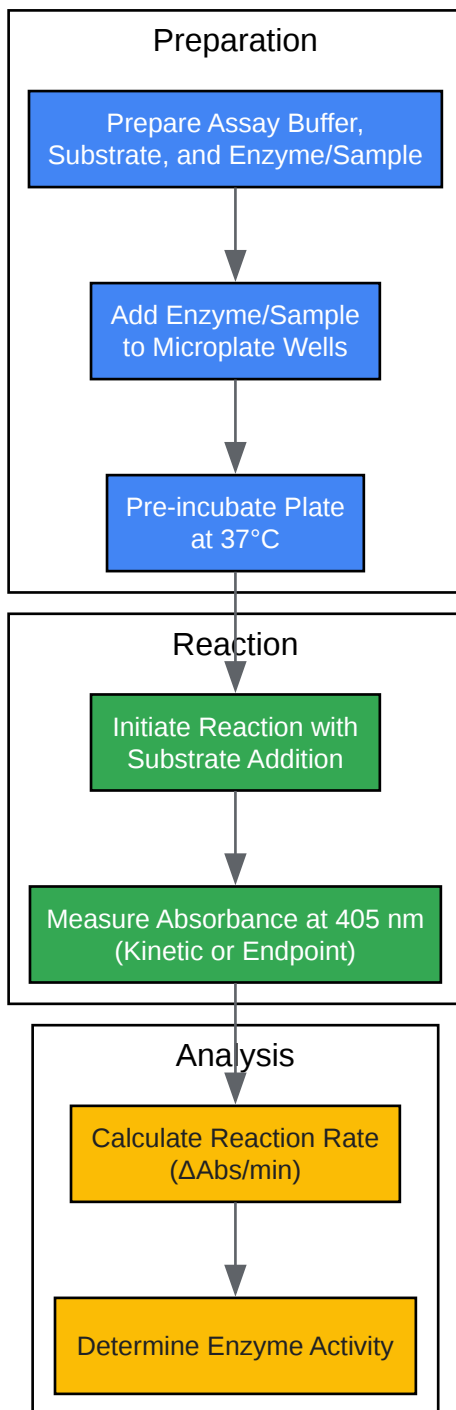 Preparation
Prepare Assay Buffer,
Substrate, and Enzyme/Sample
Add Enzyme/Sample
to Microplate Wells
Pre-incubate Plate
at 37°C
Reaction
Initiate Reaction with
Substrate Addition
Measure Absorbance at 405 nm
(Kinetic or Endpoint)
Analysis
Calculate Reaction Rate
(ΔAbs/min)
Determine Enzyme Activity